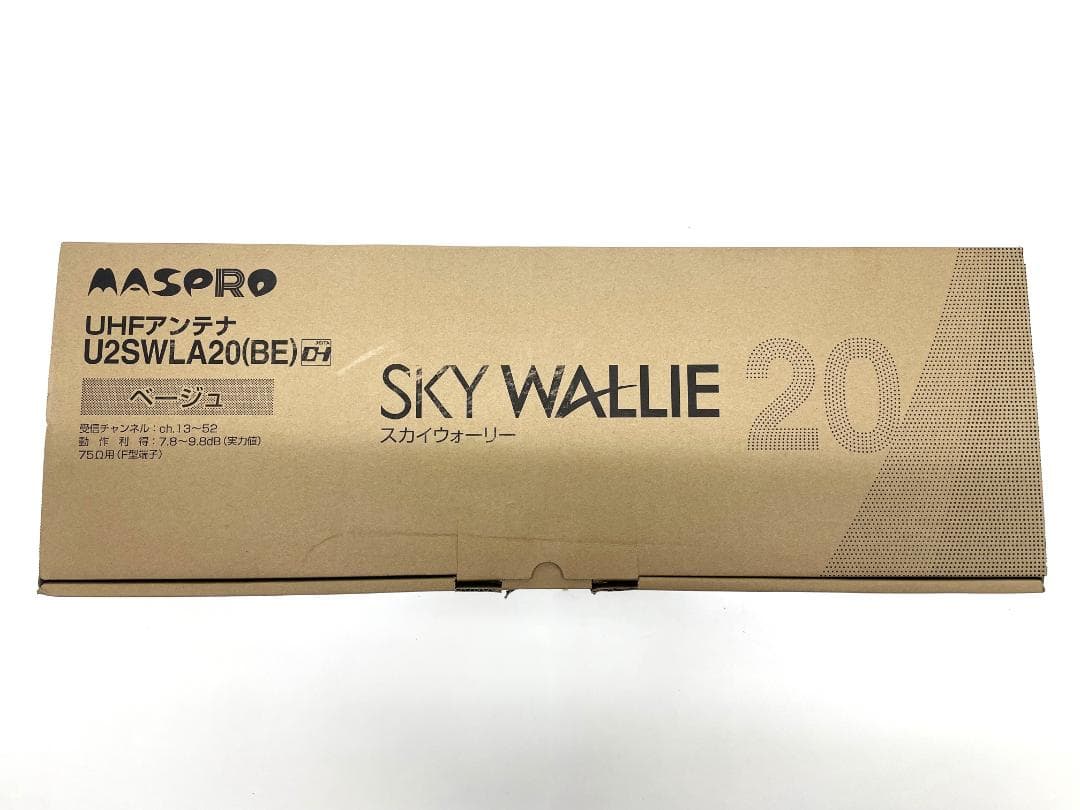 MASPRO
UHFアンテナ
U2SWLA20(BE) JEITA DH
ベージュ
受信チャンネル：ch.13〜52
動作利得：7.8〜9.8dB(実力値)
75Ω用(F型端子)
SKY WALLIE 20
スカイウォーリー